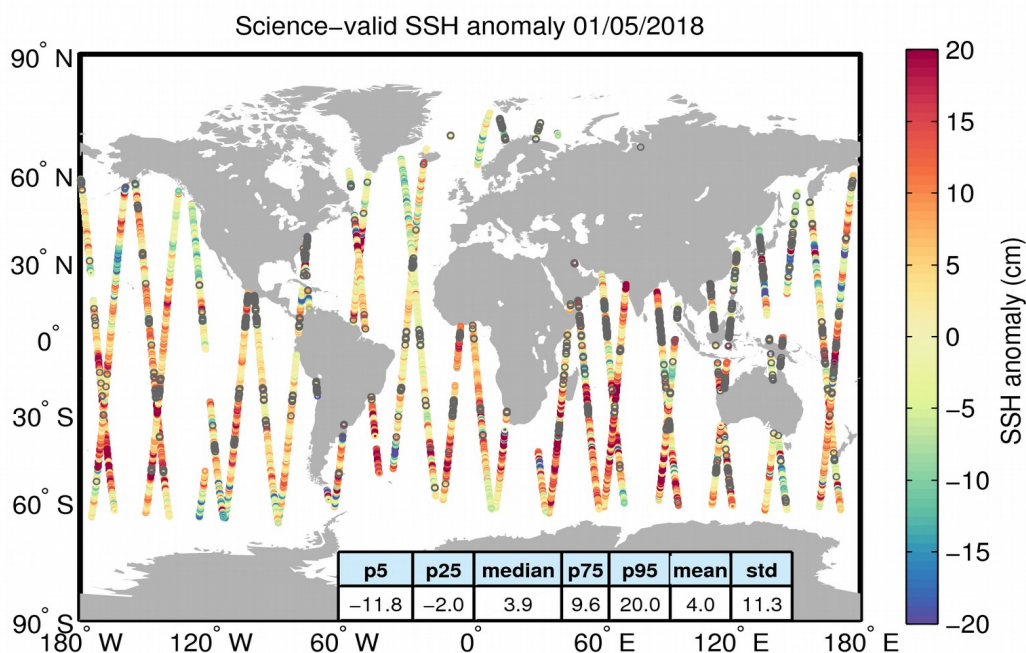 Science−valid SSH anomaly 01/05/2018
90° N
60° N
30° N
0°
30° S
60° S
90° S
180° W
120° W
60° W
0°
60° E
120° E
180° E
p5 p25 median p75 p95 mean std
−11.8 −2.0 3.9 9.6 20.0 4.0 11.3
20
15
10
5
0
−5
−10
−15
−20
SSH anomaly (cm)